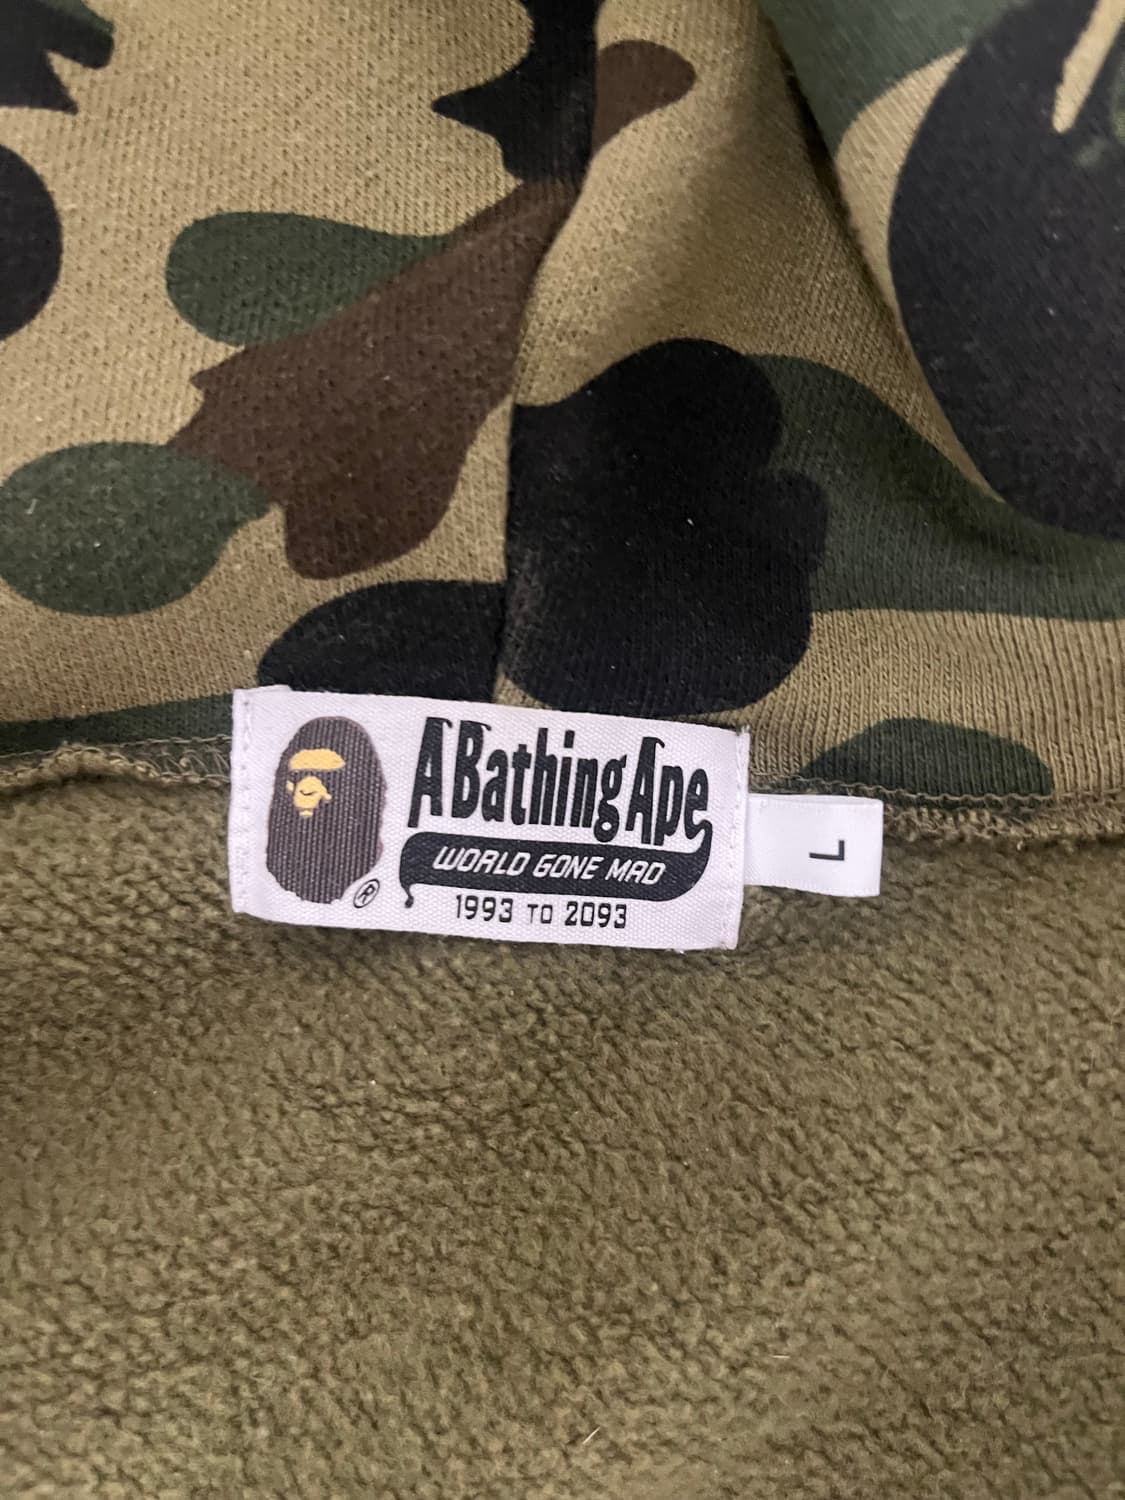 A Bathing Ape
WORLD GONE MAD
1993 TO 2093
®
L